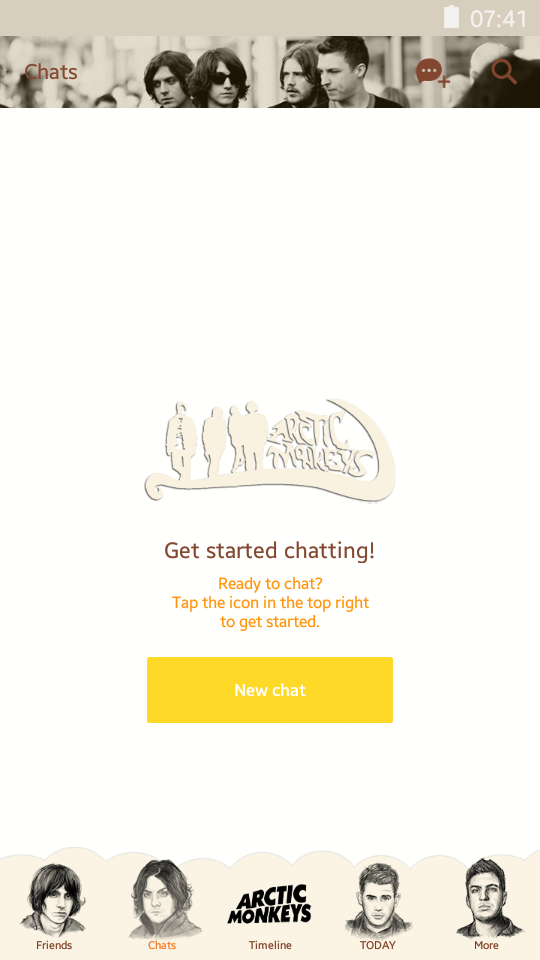 07:41
Chats
ARCTIC
MONKEYS
Get started chatting!
Ready to chat?
Tap the icon in the top right
to get started.
New chat
ARCTIC
MONKEYS
Friends
Chats
Timeline
TODAY
More